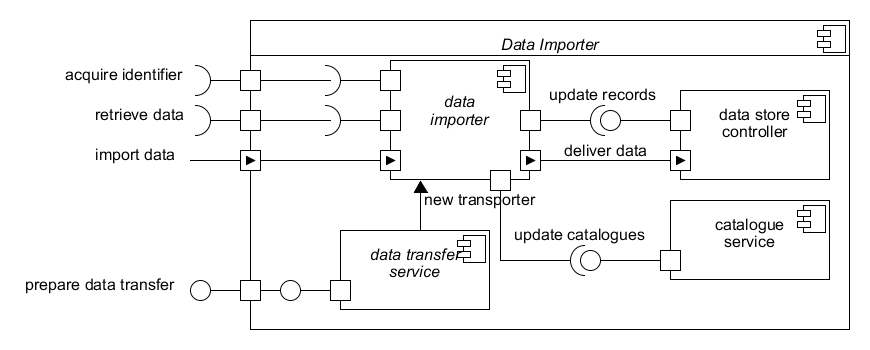 Data Importer
acquire identifier
retrieve data
import data
data
importer
update records
data store
controller
deliver data
new transporter
update catalogues
catalogue
service
data transfer
service
prepare data transfer